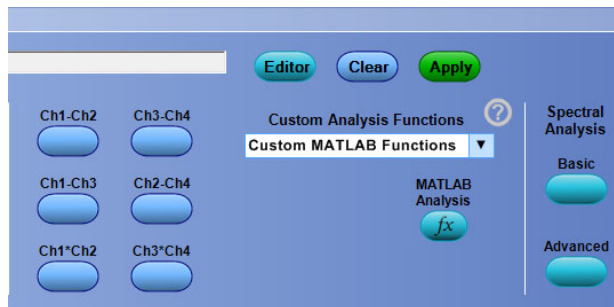 Editor Clear Apply
Ch1-Ch2 Ch3-Ch4 Custom Analysis Functions ? Spectral
Analysis
Custom MATLAB Functions
Basic
Ch1-Ch3 Ch2-Ch4 MATLAB
Analysis
fx
Ch1*Ch2 Ch3*Ch4 Advanced